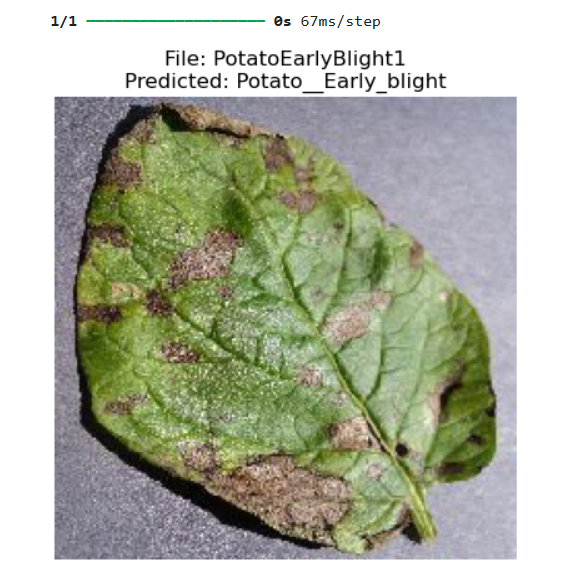 1/1 ━━━━━━━━━━━━━━━━━━━━ 0s 67ms/step
File: PotatoEarlyBlight1
Predicted: Potato__Early_blight